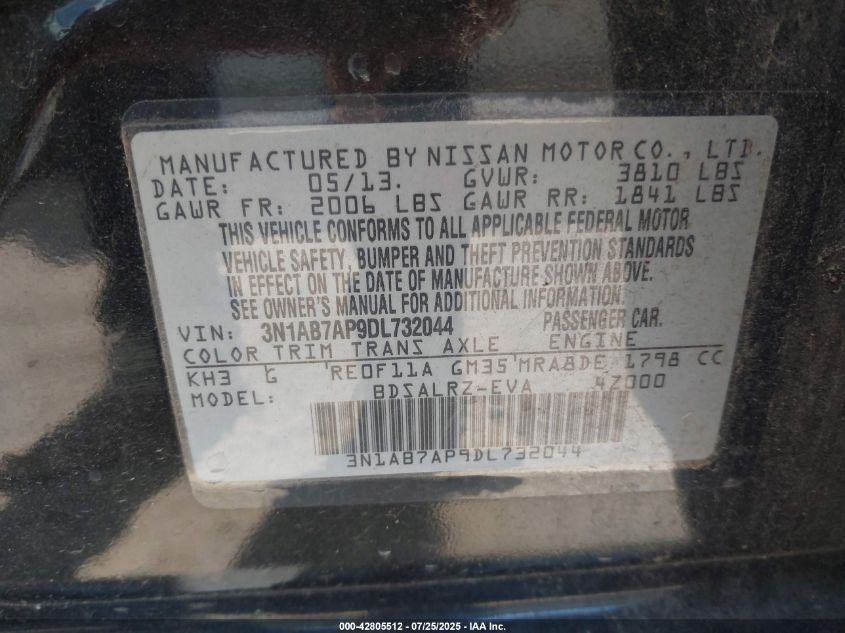 MANUFACTURED BY NISSAN MOTOR CO., LTD.
DATE: 05/13. GVWR: 3810 LBS
GAWR FR: 2006 LBS GAWR RR: 1841 LBS
THIS VEHICLE CONFORMS TO ALL APPLICABLE FEDERAL MOTOR
VEHICLE SAFETY, BUMPER AND THEFT PREVENTION STANDARDS
IN EFFECT ON THE DATE OF MANUFACTURE SHOWN ABOVE.
SEE OWNER'S MANUAL FOR ADDITIONAL INFORMATION.
VIN: 3N1AB7AP9DL732044 PASSENGER CAR.
COLOR TRIM TRANS AXLE ENGINE
KH3 G RE0F11A GM35 MRA8DE 1798 CC
MODEL: BDSALRZ-EVA 4Z000
3N1AB7AP9DL732044
000-42805512 - 07/25/2025 - IAA Inc.